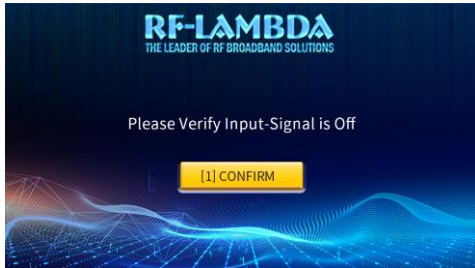 RF-LAMBDA
THE LEADER OF RF BROADBAND SOLUTIONS
Please Verify Input-Signal is Off
[1] CONFIRM